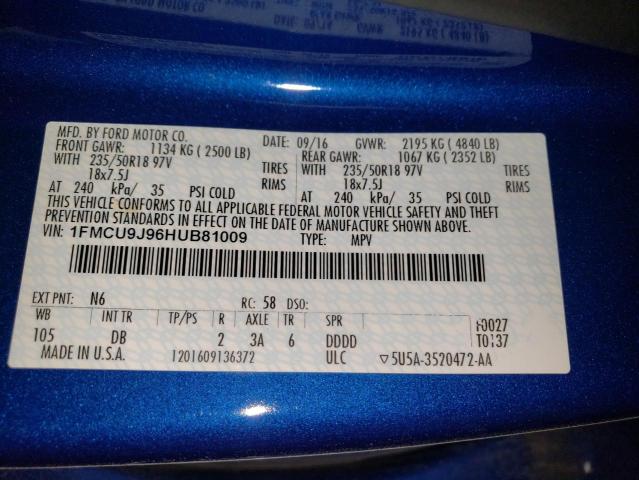 MFD. BY FORD MOTOR CO. DATE: 09/16 GVWR: 2195 KG ( 4840 LB)
FRONT GAWR: 1134 KG ( 2500 LB) REAR GAWR: 1067 KG ( 2352 LB)
WITH 235/50R18 97V TIRES WITH 235/50R18 97V TIRES
18x7.5J RIMS 18x7.5J RIMS
AT 240 kPa/ 35 PSI COLD AT 240 kPa/ 35 PSI COLD
THIS VEHICLE CONFORMS TO ALL APPLICABLE FEDERAL MOTOR VEHICLE SAFETY AND THEFT
PREVENTION STANDARDS IN EFFECT ON THE DATE OF MANUFACTURE SHOWN ABOVE.
VIN: 1FMCU9J96HUB81009 TYPE: MPV
EXT PNT: N6 RC: 58 DSO:
WB INT TR TP/PS R AXLE TR SPR F0027
105 DB 2 3A 6 DDDD T0137
MADE IN U.S.A. 1201609136372 ULC ▽5U5A-3520472-AA